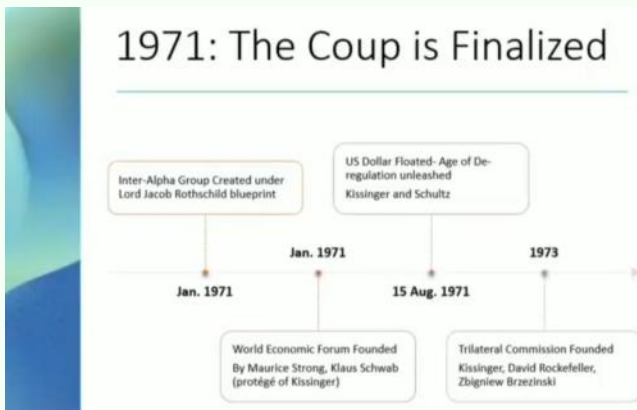 1971: The Coup is Finalized
US Dollar Floated- Age of De-
regulation unleashed
Kissinger and Schultz
Inter-Alpha Group Created under
Lord Jacob Rothschild blueprint
Jan. 1971
1973
Jan. 1971
15 Aug. 1971
World Economic Forum Founded
By Maurice Strong, Klaus Schwab
(protégé of Kissinger)
Trilateral Commission Founded
Kissinger, David Rockefeller,
Zbigniew Brzezinski